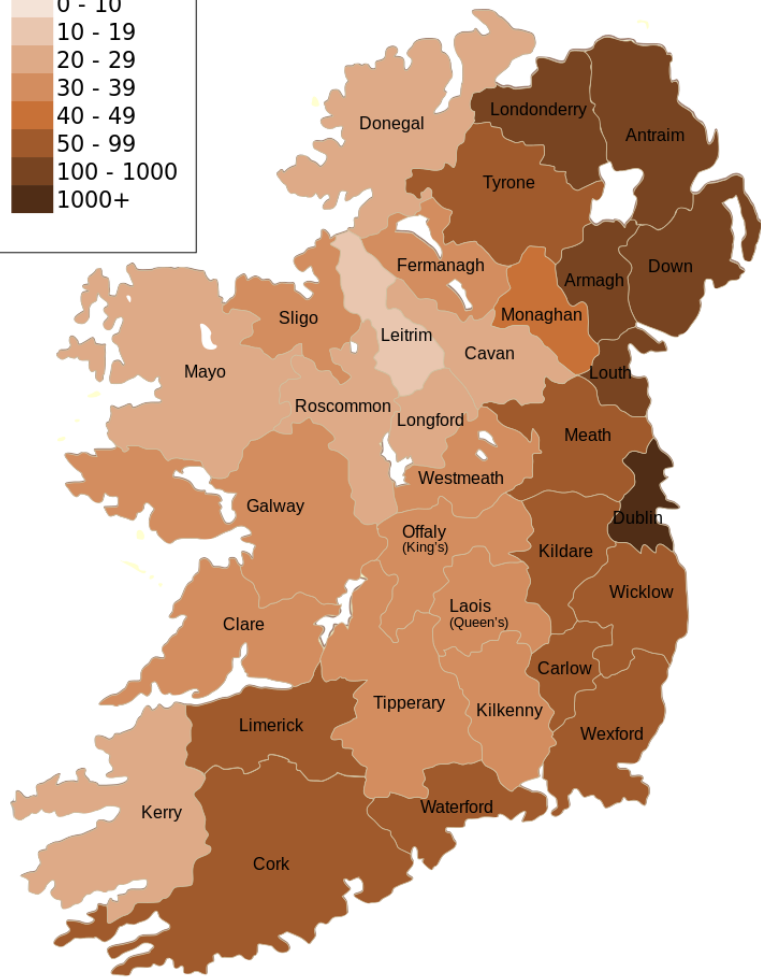 0 - 10
10 - 19
20 - 29
30 - 39
40 - 49
50 - 99
100 - 1000
1000+
Londonderry
Donegal
Antraim
Tyrone
Fermanagh
Down
Armagh
Monaghan
Sligo
Leitrim
Cavan
Mayo
Louth
Roscommon
Longford
Meath
Westmeath
Galway
Dublin
Offaly
(King's)
Kildare
Wicklow
Laois
(Queen's)
Clare
Carlow
Tipperary
Kilkenny
Limerick
Wexford
Waterford
Kerry
Cork